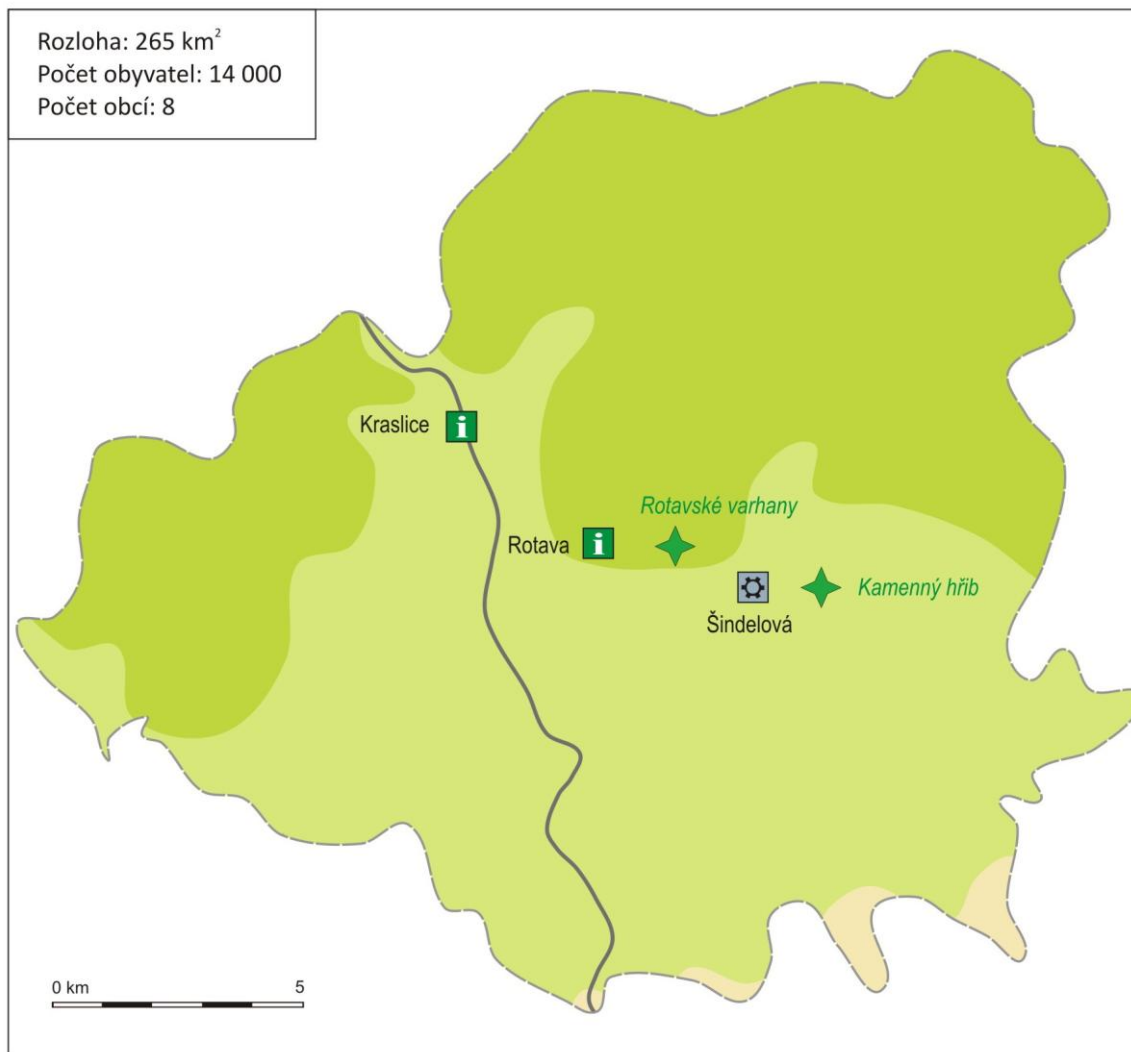 Rozloha: 265 km²
Počet obyvatel: 14 000
Počet obcí: 8
Kraslice
i
Rotavské varhany
Rotava
i
Kamenný hřib
Šindelová
0 km 5